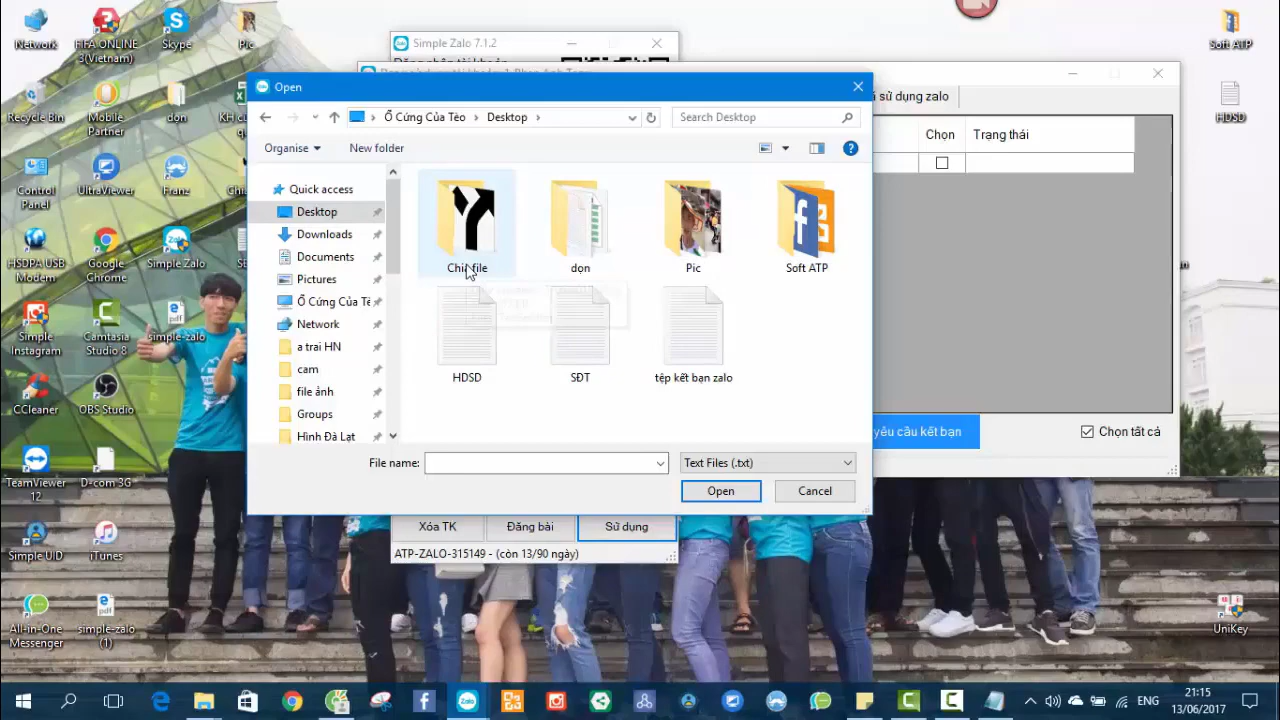 Network
FIFA ONLINE
3(Vietnam)
Skype
Pic
Recycle Bin
Mobile
Partner
dọn
Control
Panel
UltraViewer
Franz
HSDPA USB
Modem
Google
Chrome
Simple Zalo
Simple
Instagram
Camtasia
Studio 8
simple-zalo
CCleaner
OBS Studio
TeamViewer
12
D-com 3G
Simple UID
iTunes
All-in-One
Messenger
simple-zalo
(1)
Soft ATP
HDSD
UniKey
Simple Zalo 7.1.2
á sử dụng zalo
Chọn
Trạng thái
yêu cầu kết bạn
Chọn tất cả
Open
Ổ Cứng Của Tèo
Desktop
Search Desktop
Organise
New folder
Quick access
Desktop
Downloads
Documents
Pictures
Ổ Cứng Của Tè
Network
a trai HN
cam
file ảnh
Groups
Hình Đà Lạt
Chia file
dọn
Pic
Soft ATP
HDSD
SĐT
tệp kết bạn zalo
File name:
Text Files (.txt)
Open
Cancel
Xóa TK
Đăng bài
Sử dụng
ATP-ZALO-315149 - (còn 13/90 ngày)
ENG
21:15
13/06/2017